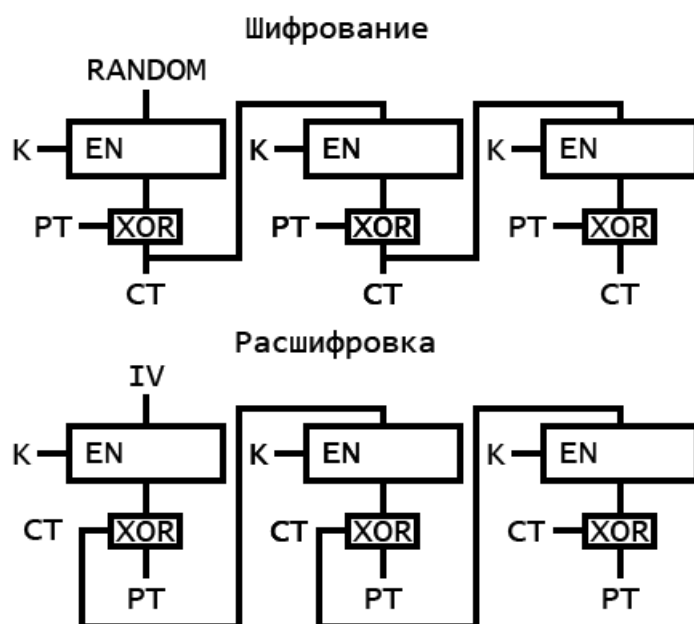 Шифрование
RANDOM
K EN K EN K EN
PT XOR PT XOR PT XOR
CT CT CT
Расшифровка
IV
K EN K EN K EN
CT XOR CT XOR CT XOR
PT PT PT